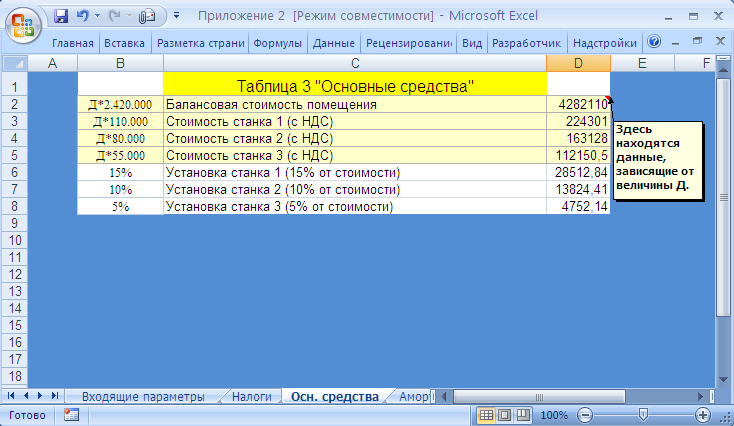 Приложение 2 [Режим совместимости] - Microsoft Excel
Главная Вставка Разметка страни Формулы Данные Рецензировани Вид Разработчик Надстройки
A B C D E F
1 Таблица 3 "Основные средства"
2 Д*2.420.000 Балансовая стоимость помещения 4282110
3 Д*110.000 Стоимость станка 1 (с НДС) 224301
4 Д*80.000 Стоимость станка 2 (с НДС) 163128
5 Д*55.000 Стоимость станка 3 (с НДС) 112150,5
6 15% Установка станка 1 (15% от стоимости) 28512,84
7 10% Установка станка 2 (10% от стоимости) 13824,41
8 5% Установка станка 3 (5% от стоимости) 4752,14
Здесь
находятся
данные,
зависящие от
величины Д.
9
10
11
12
13
14
15
16
17
18
Входящие параметры Налоги Осн. средства Аморт
Готово 100%